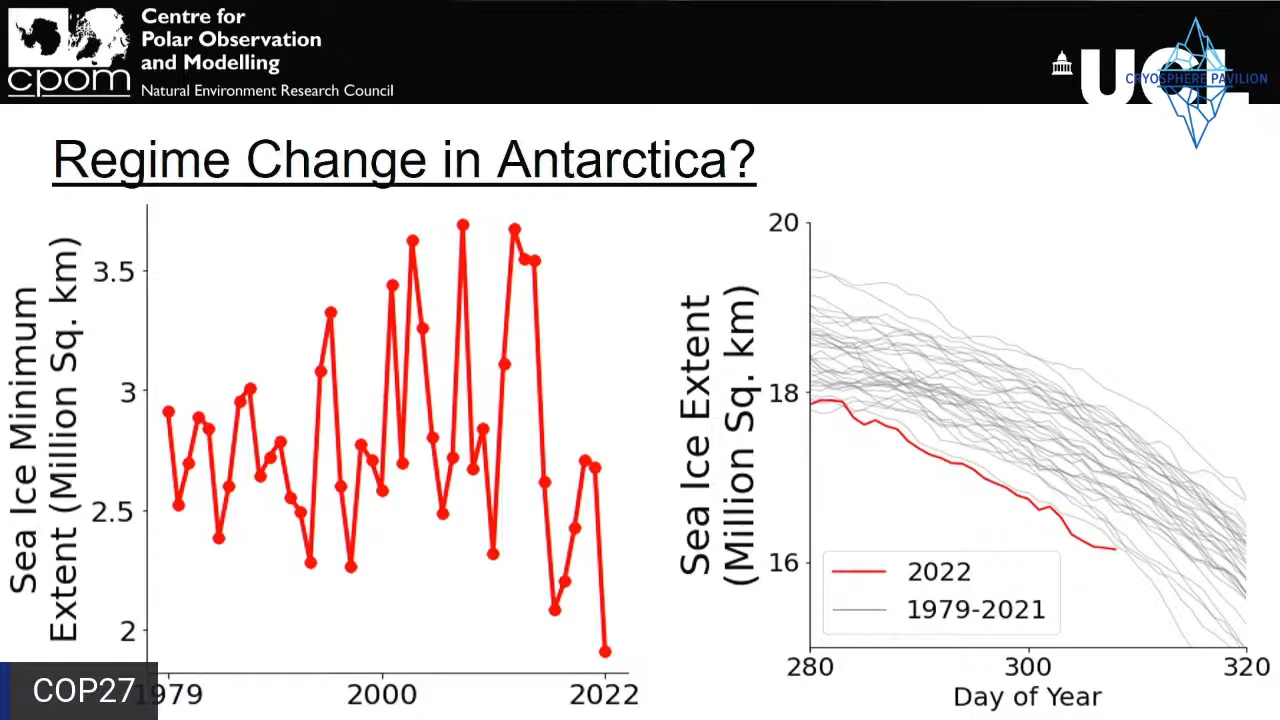 Centre for
Polar Observation
and Modelling
cpom
Natural Environment Research Council
UCL
CRYOSPHERE PAVILION
Regime Change in Antarctica?
Sea Ice Minimum
Extent (Million Sq. km)
3.5
3
2.5
2
1979
2000
2022
Sea Ice Extent
(Million Sq. km)
20
18
16
2022
1979-2021
280
300
320
Day of Year
COP27